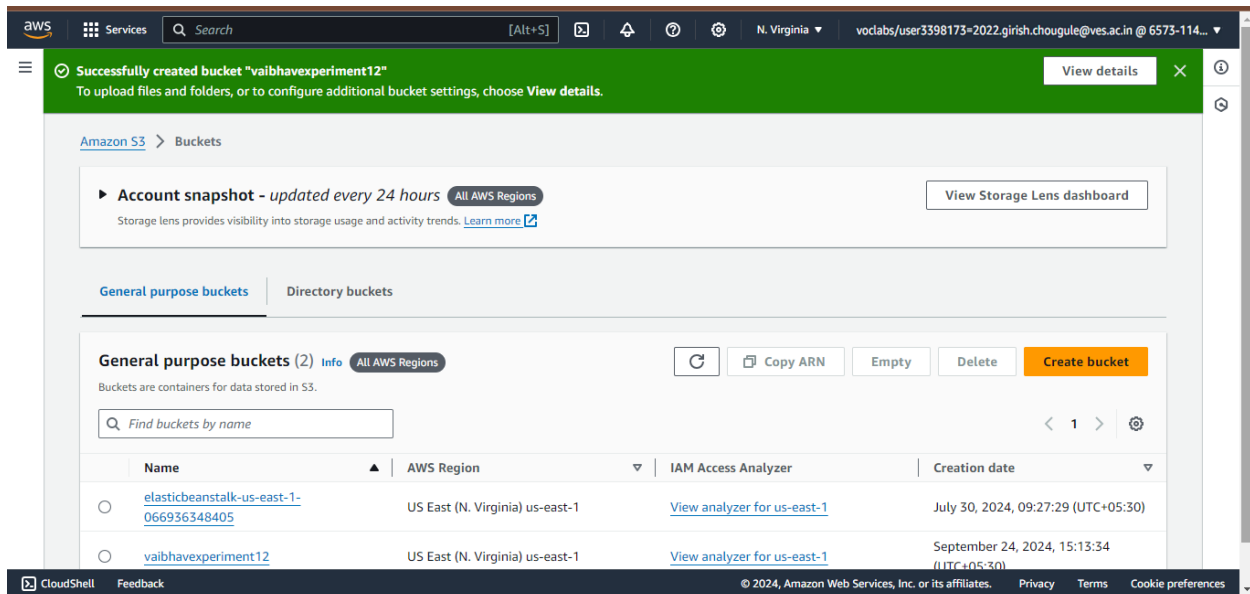 aws Services Search [Alt+S] N. Virginia ▼ voclabs/user3398173=2022.girish.chougule@ves.ac.in @ 6573-114... ▼
Successfully created bucket "vaibhavexperiment12"
To upload files and folders, or to configure additional bucket settings, choose View details.
View details
Amazon S3 > Buckets
Account snapshot - updated every 24 hours All AWS Regions
Storage lens provides visibility into storage usage and activity trends. Learn more
View Storage Lens dashboard
General purpose buckets Directory buckets
General purpose buckets (2) Info All AWS Regions
Buckets are containers for data stored in S3.
Copy ARN Empty Delete Create bucket
Find buckets by name
1
Name AWS Region IAM Access Analyzer Creation date
elasticbeanstalk-us-east-1-
066936348405
US East (N. Virginia) us-east-1 View analyzer for us-east-1 July 30, 2024, 09:27:29 (UTC+05:30)
vaibhavexperiment12 US East (N. Virginia) us-east-1 View analyzer for us-east-1 September 24, 2024, 15:13:34
(UTC+05:30)
CloudShell Feedback © 2024, Amazon Web Services, Inc. or its affiliates. Privacy Terms Cookie preferences